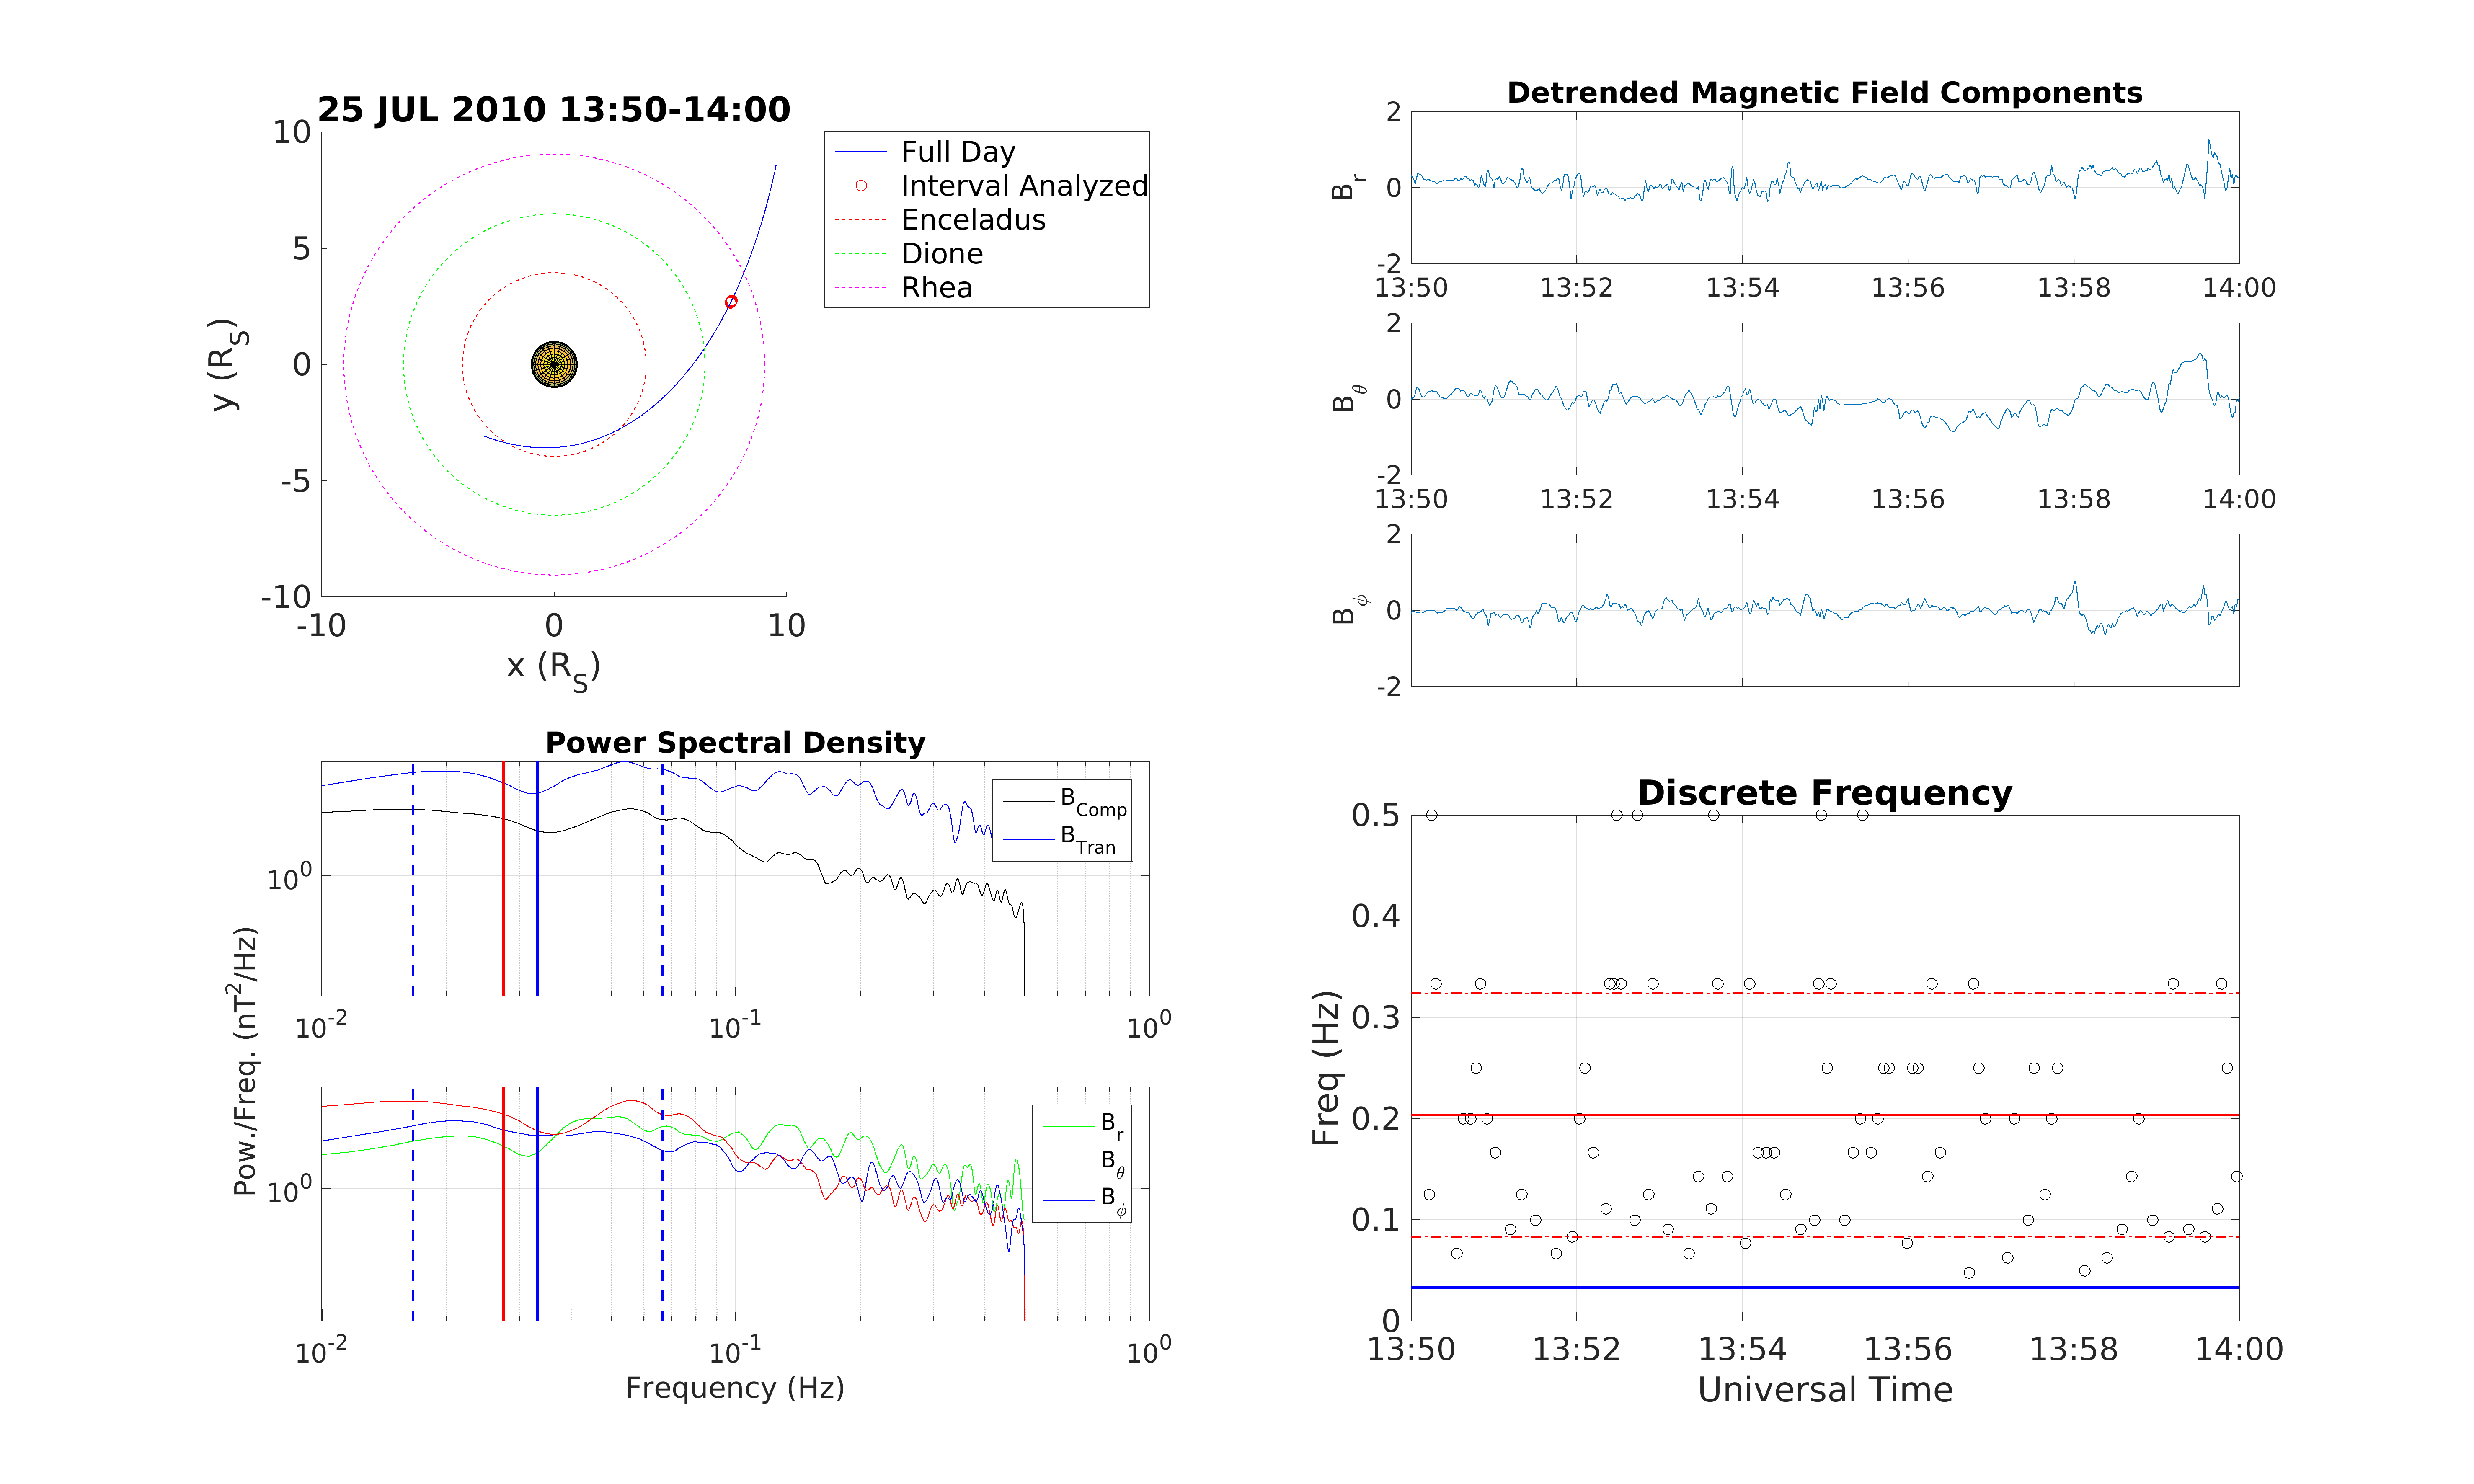 25 JUL 2010 13:50-14:00
10
5
0
-5
-10
-10
0
10
y (R_S)
x (R_S)
Full Day
Interval Analyzed
Enceladus
Dione
Rhea
Detrended Magnetic Field Components
2
0
-2
B_r
13:50
13:52
13:54
13:56
13:58
14:00
2
0
-2
B_θ
13:50
13:52
13:54
13:56
13:58
14:00
2
0
-2
B_ϕ
Power Spectral Density
B_Comp
B_Tran
10^0
10^-2
10^-1
10^0
Pow./Freq. (nT^2/Hz)
B_r
B_θ
B_ϕ
10^0
10^-2
10^-1
10^0
Frequency (Hz)
Discrete Frequency
0.5
0.4
0.3
0.2
0.1
0
Freq (Hz)
13:50
13:52
13:54
13:56
13:58
14:00
Universal Time